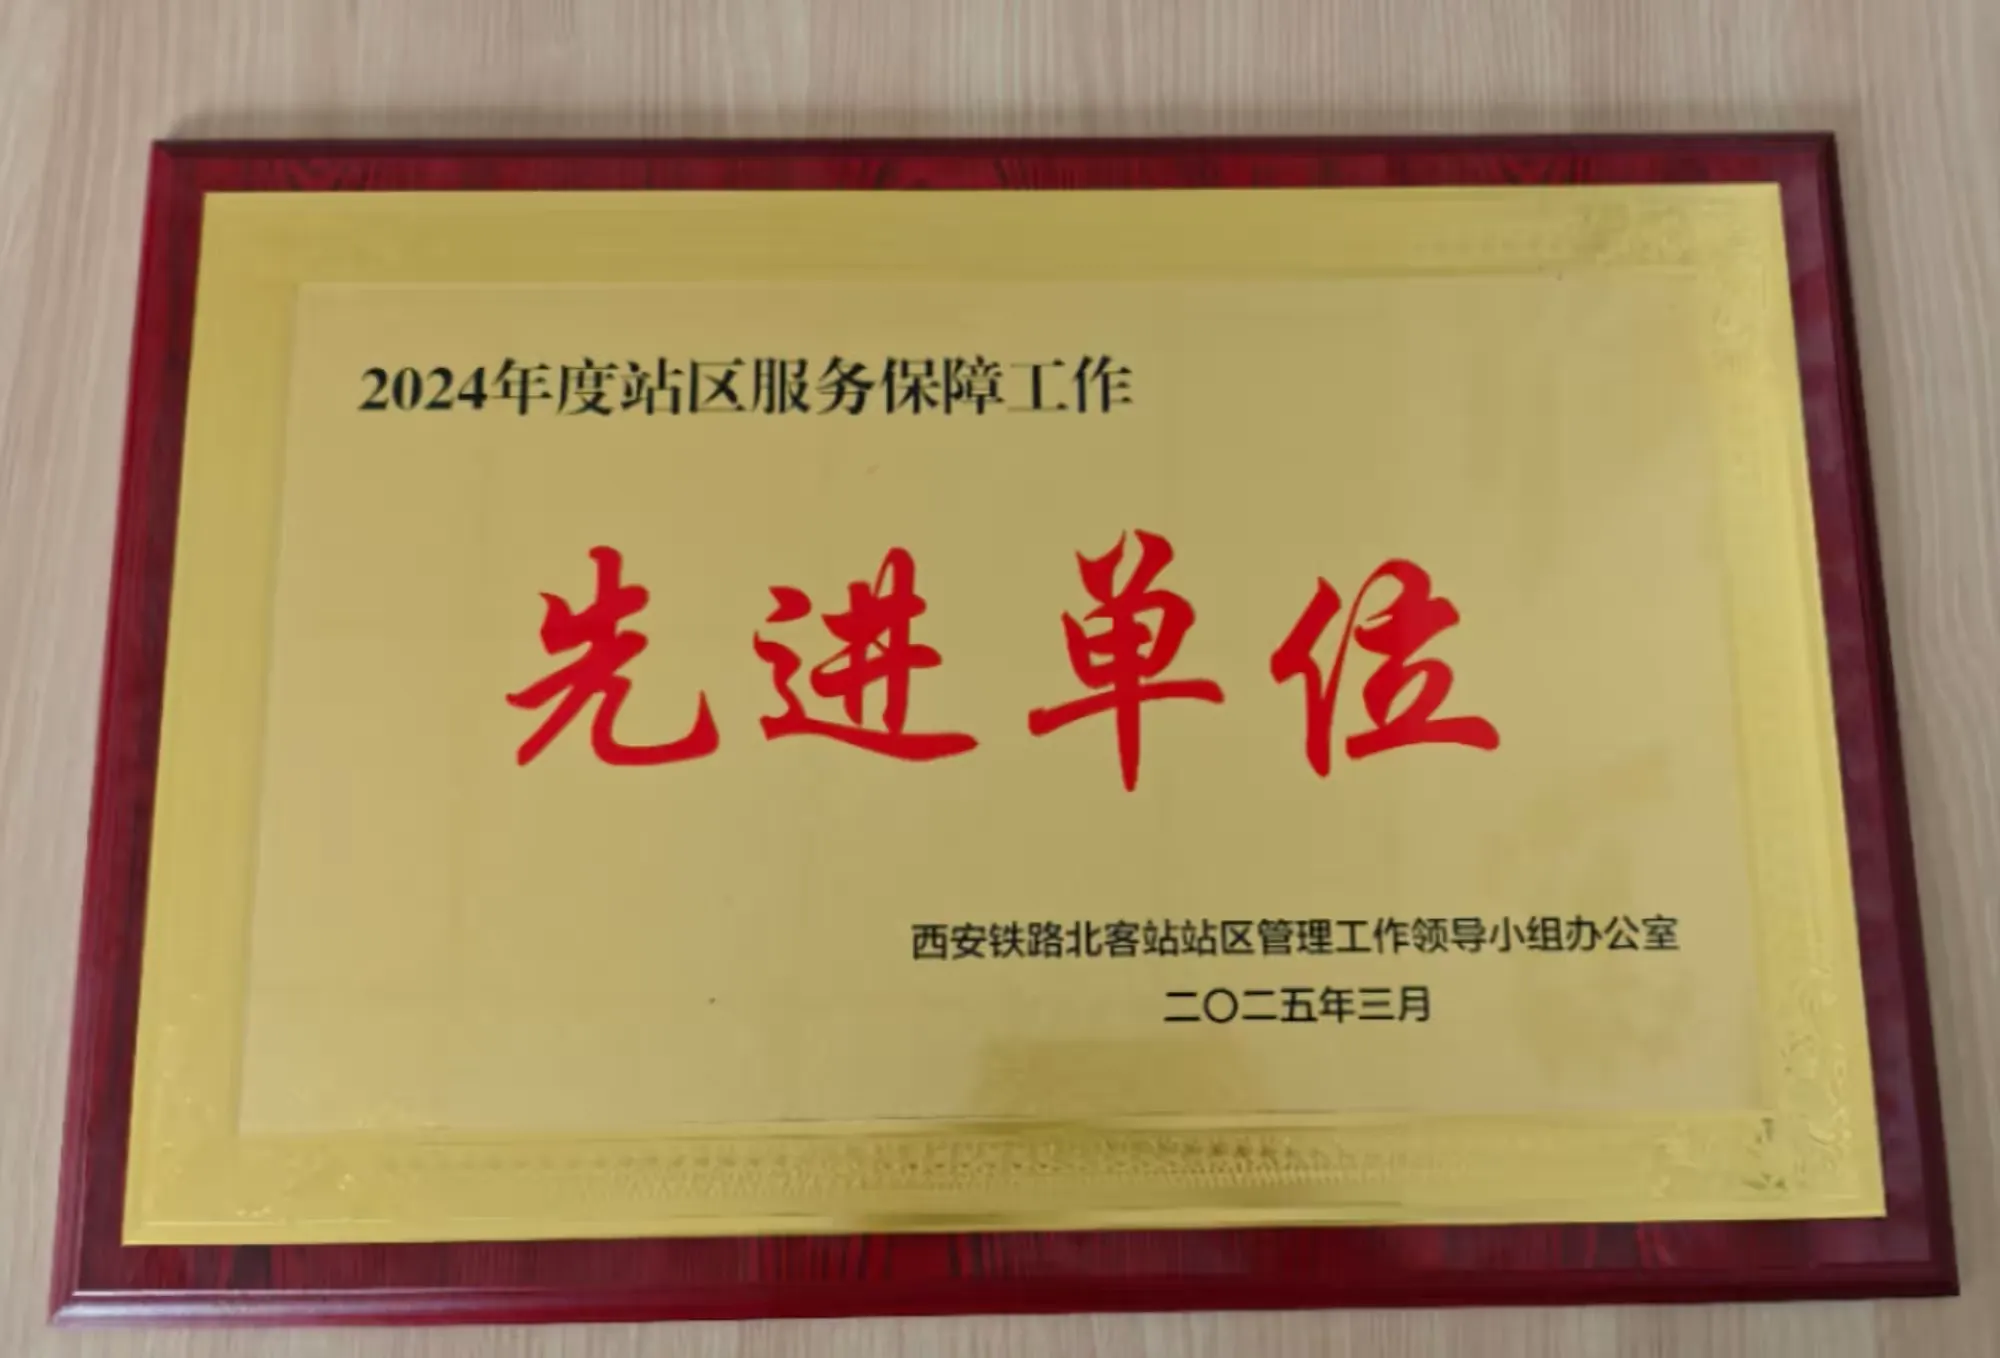 2024年度站区服务保障工作
先进单位
西安铁路北客站站区管理工作领导小组办公室
二〇二五年三月